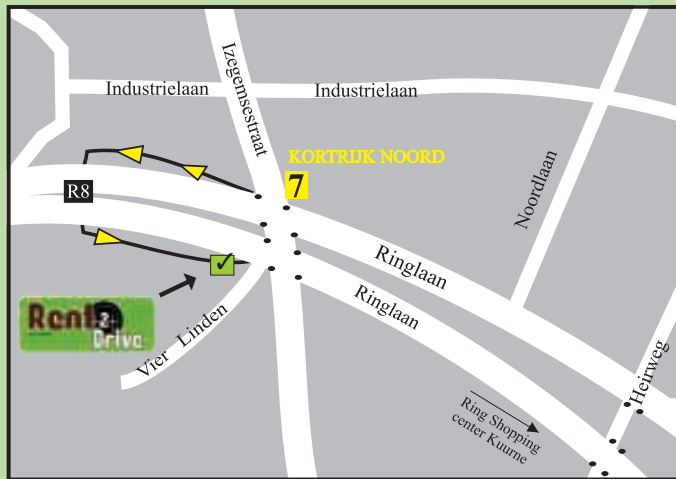 Industrielaan
Industrielaan
Izegemsestraat
KORTRIJK NOORD
7
R8
Noordlaan
Ringlaan
Ringlaan
Rent 2
Drive
Vier Linden
Heirweg
Ring Shopping
center Kuurne